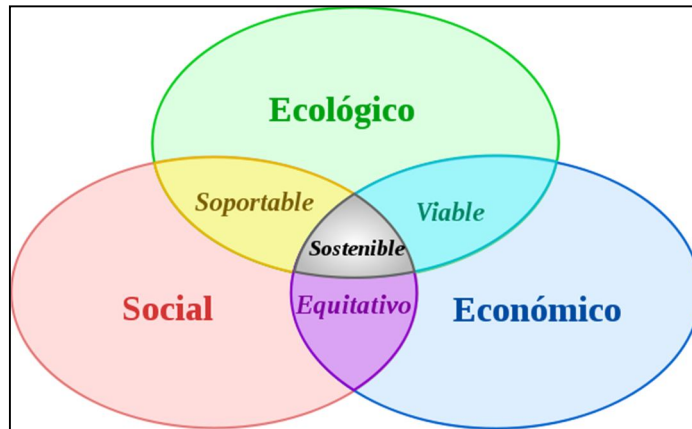 Ecológico
Soportable
Viable
Sostenible
Social
Equitativo
Económico